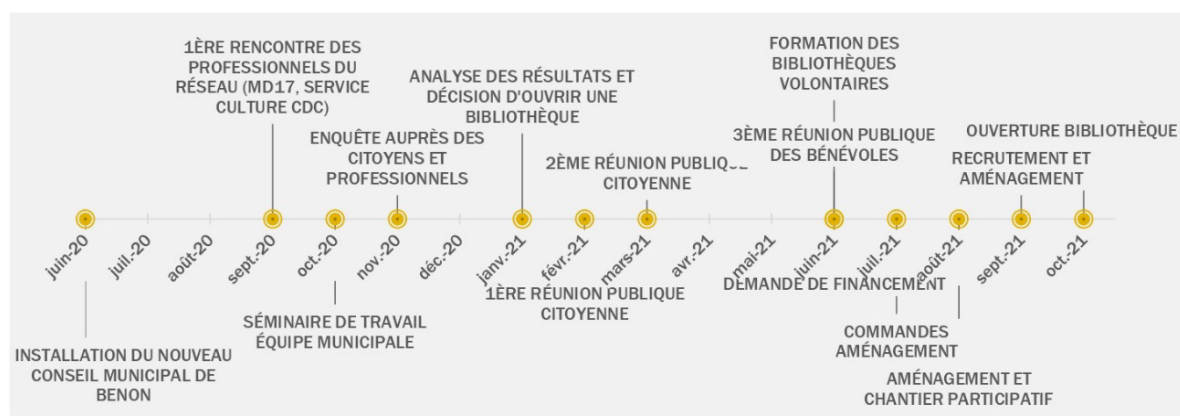 1ÈRE RENCONTRE DES
PROFESSIONNELS DU
RÉSEAU (MD17, SERVICE
CULTURE CDC)
ENQUÊTE AUPRÈS DES
CITOYENS ET
PROFESSIONNELS
ANALYSE DES RÉSULTATS ET
DÉCISION D'OUVRIR UNE
BIBLIOTHÈQUE
2ÈME RÉUNION PUBLIQUE
CITOYENNE
FORMATION DES
BIBLIOTHÈQUES
VOLONTAIRES
3ÈME RÉUNION PUBLIQUE
DES BÉNÉVOLES
OUVERTURE BIBLIOTHÈQUE
RECRUTEMENT ET
AMÉNAGEMENT
juin-20
juil.-20
août-20
sept.-20
oct.-20
nov.-20
déc.-20
janv.-21
févr.-21
mars-21
avr.-21
mai-21
juin-21
juil.-21
août-21
sept.-21
oct.-21
INSTALLATION DU NOUVEAU
CONSEIL MUNICIPAL DE
BENON
SÉMINAIRE DE TRAVAIL
ÉQUIPE MUNICIPALE
1ÈRE RÉUNION PUBLIQUE
CITOYENNE
DEMANDE DE FINANCEMENT
COMMANDES
AMÉNAGEMENT
AMÉNAGEMENT ET
CHANTIER PARTICIPATIF